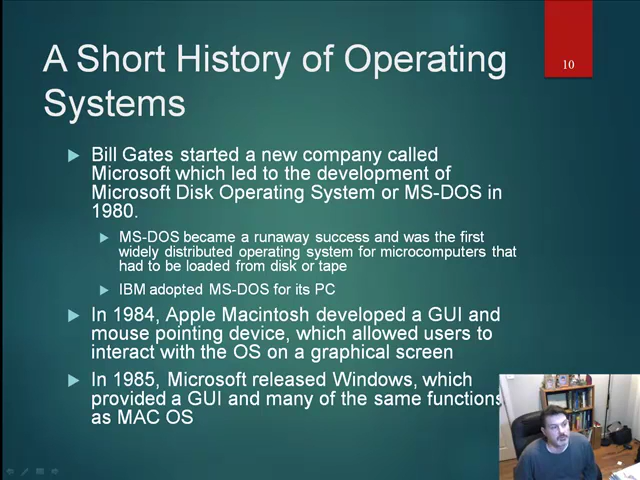 10
A Short History of Operating
Systems
Bill Gates started a new company called
Microsoft which led to the development of
Microsoft Disk Operating System or MS-DOS in
1980.
MS-DOS became a runaway success and was the first
widely distributed operating system for microcomputers that
had to be loaded from disk or tape
IBM adopted MS-DOS for its PC
In 1984, Apple Macintosh developed a GUI and
mouse pointing device, which allowed users to
interact with the OS on a graphical screen
In 1985, Microsoft released Windows, which
provided a GUI and many of the same functions
as MAC OS